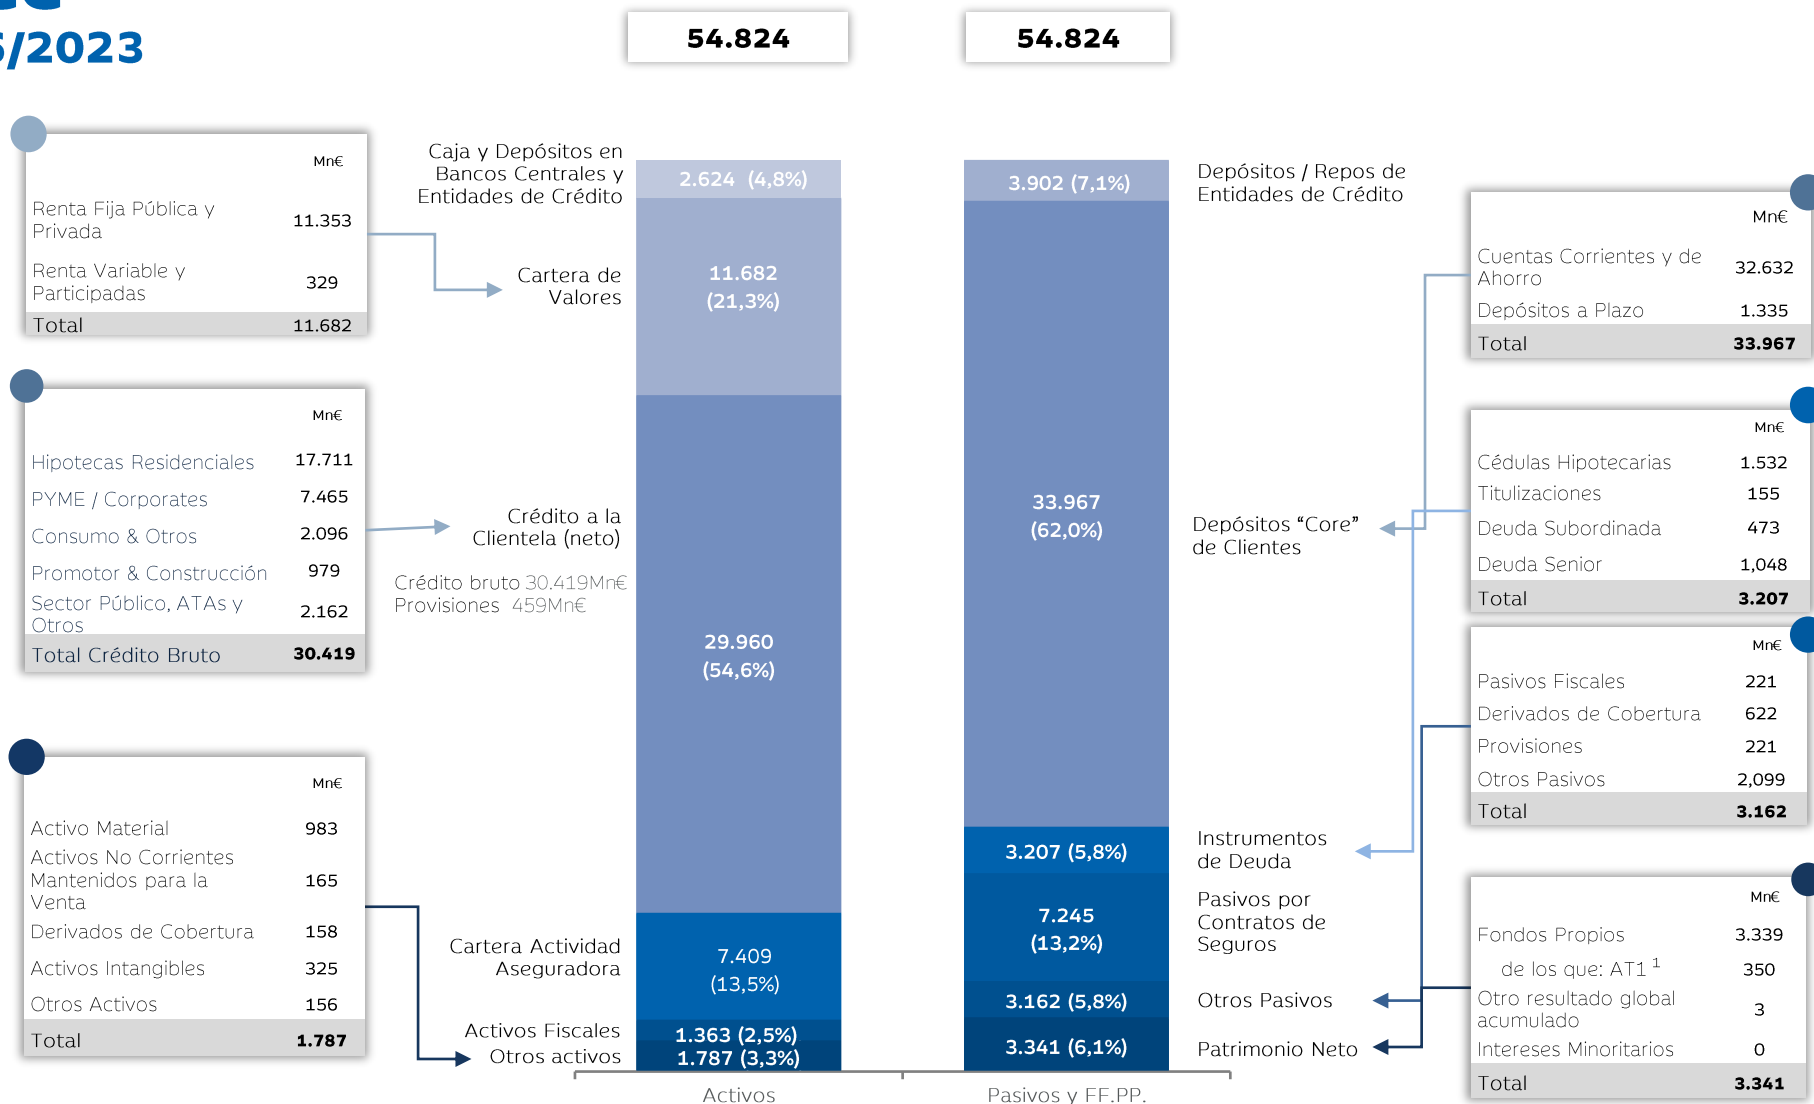 /2023
54.824
54.824
Mn€
Renta Fija Pública y
Privada
11.353
Renta Variable y
Participadas
329
Total 11.682
Mn€
Hipotecas Residenciales 17.711
PYME / Corporates 7.465
Consumo & Otros 2.096
Promotor & Construcción 979
Sector Público, ATAs y
Otros
2.162
Total Crédito Bruto 30.419
Mn€
Activo Material 983
Activos No Corrientes
Mantenidos para la
Venta
165
Derivados de Cobertura 158
Activos Intangibles 325
Otros Activos 156
Total 1.787
Caja y Depósitos en
Bancos Centrales y
Entidades de Crédito
Cartera de
Valores
Crédito a la
Clientela (neto)
Crédito bruto 30.419Mn€
Provisiones 459Mn€
Cartera Actividad
Aseguradora
Activos Fiscales
Otros activos
2.624 (4,8%)
11.682
(21,3%)
29.960
(54,6%)
7.409
(13,5%)
1.363 (2,5%)
1.787 (3,3%)
Activos
3.902 (7,1%)
33.967
(62,0%)
3.207 (5,8%)
7.245
(13,2%)
3.162 (5,8%)
3.341 (6,1%)
Pasivos y FF.PP.
Depósitos / Repos de
Entidades de Crédito
Depósitos “Core”
de Clientes
Instrumentos
de Deuda
Pasivos por
Contratos de
Seguros
Otros Pasivos
Patrimonio Neto
Mn€
Cuentas Corrientes y de
Ahorro
32.632
Depósitos a Plazo 1.335
Total 33.967
Mn€
Cédulas Hipotecarias 1.532
Titulizaciones 155
Deuda Subordinada 473
Deuda Senior 1,048
Total 3.207
Mn€
Pasivos Fiscales 221
Derivados de Cobertura 622
Provisiones 221
Otros Pasivos 2,099
Total 3.162
Mn€
Fondos Propios 3.339
de los que: AT1 1 350
Otro resultado global
acumulado
3
Intereses Minoritarios 0
Total 3.341